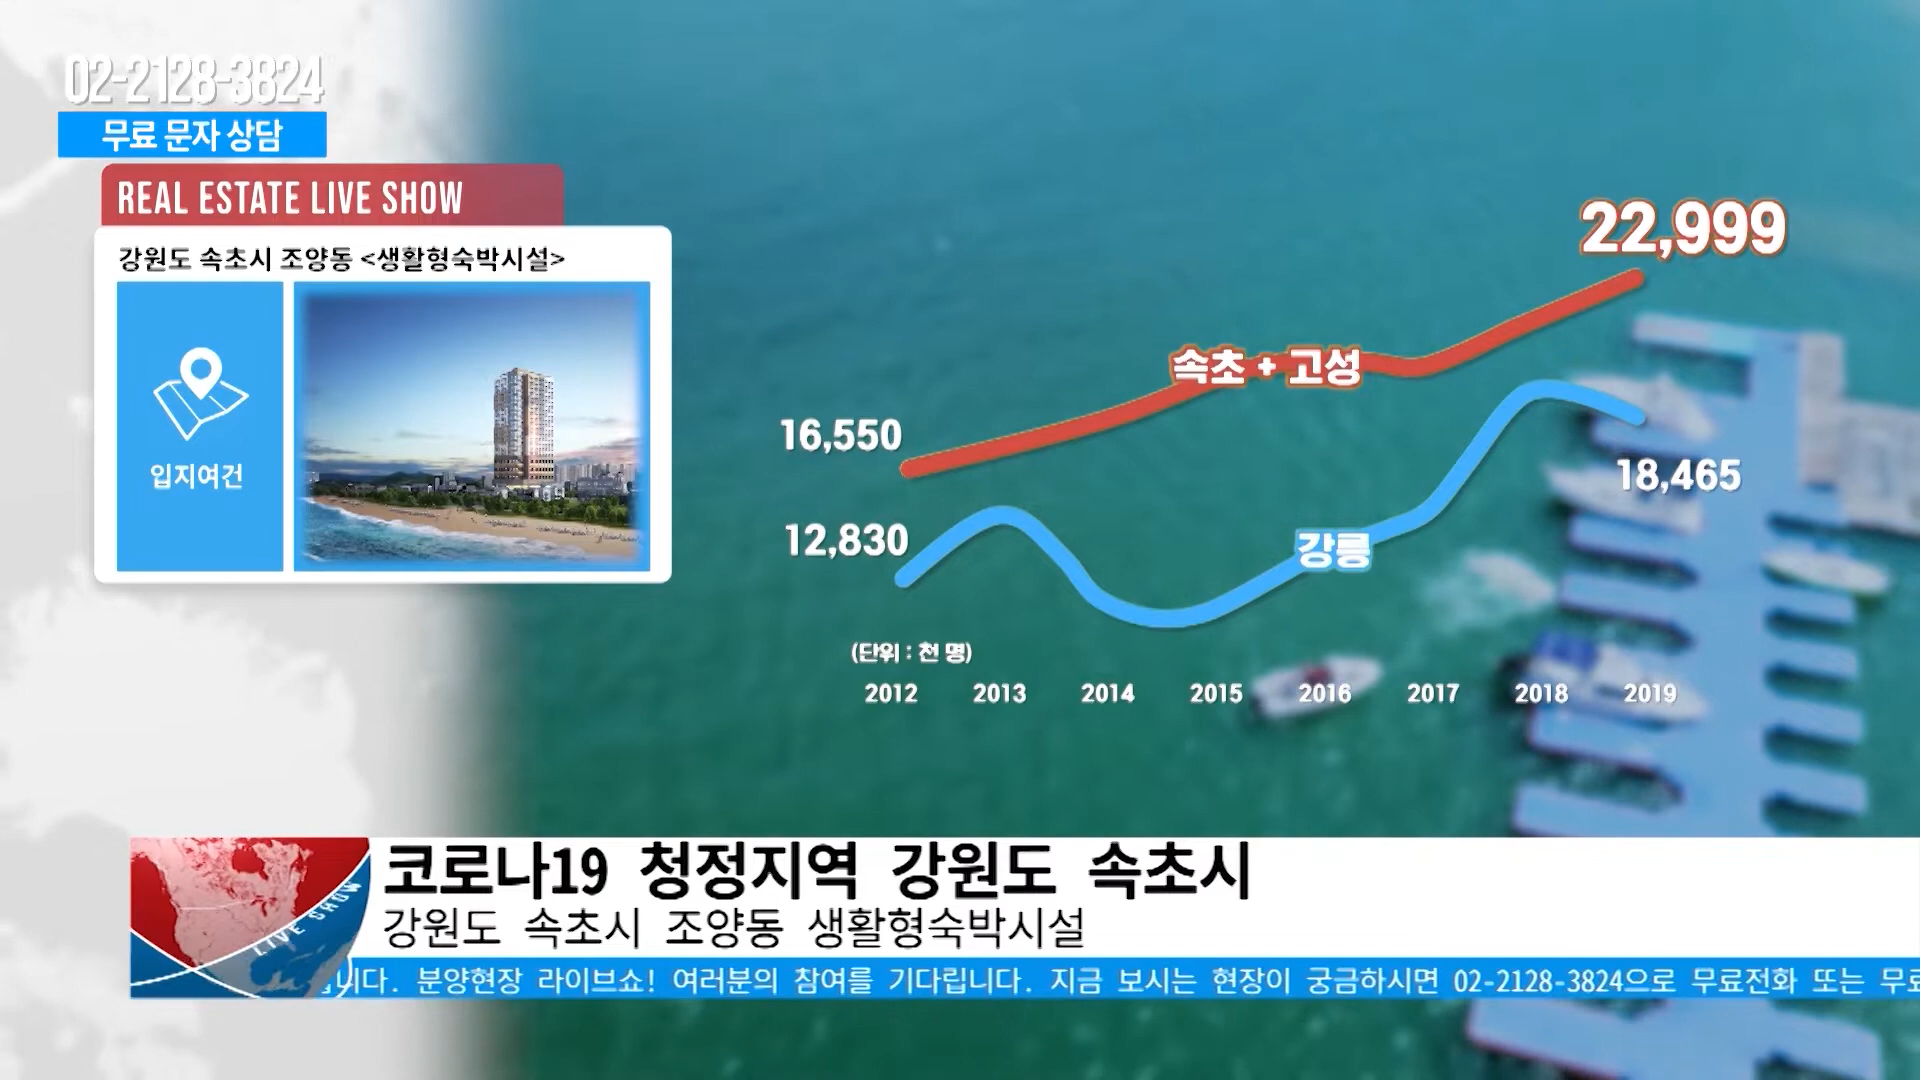 02-2128-3824
무료 문자 상담
REAL ESTATE LIVE SHOW
강원도 속초시 조양동 <생활형숙박시설>
입지여건
22,999
속초 + 고성
16,550
18,465
12,830
강릉
(단위 : 천 명)
2012 2013 2014 2015 2016 2017 2018 2019
코로나19 청정지역 강원도 속초시
강원도 속초시 조양동 생활형숙박시설
LIVE SHOW
니다. 분양현장 라이브쇼! 여러분의 참여를 기다립니다. 지금 보시는 현장이 궁금하시면 02-2128-3824으로 무료전화 또는 무료